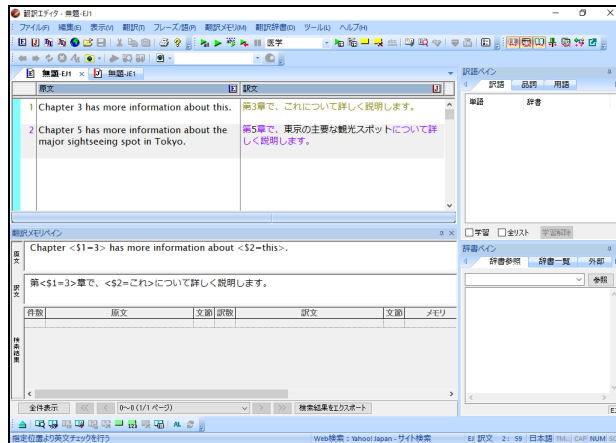 翻訳エディタ - 無題-EJ1
ファイル(F) 編集(E) 表示(V) 翻訳(T) フレーズ/語(P) 翻訳メモリ(M) 翻訳辞書(D) ツール(L) ヘルプ(H)
医学
無題-EJ1 × 無題-JE1
原文 E 訳文 J
1 Chapter 3 has more information about this. 第3章で、これについて詳しく説明します。
2 Chapter 5 has more information about the 第5章で、東京の主要な観光スポットについて詳
major sightseeing spot in Tokyo. しく説明します。
訳語ペイン
訳語 品詞 用語
単語 辞書
学習 全リスト 学習解除
翻訳メモリペイン
原文 Chapter <$1=3> has more information about <$2=this>.
訳文 第<$1=3>章で、<$2=これ>について詳しく説明します。
件数 原文 文節 訳数 訳文 文節 メモリ
検索結果
全件表示 0～0 (1/1 ページ) 検索結果をエクスポート
辞書ペイン
辞書参照 辞書一覧 外部
参照
指定位置より英文チェックを行う Web検索：Yahoo! Japan - サイト検索 EJ 訳文 2: 59 日本語 TM... CAP NUM